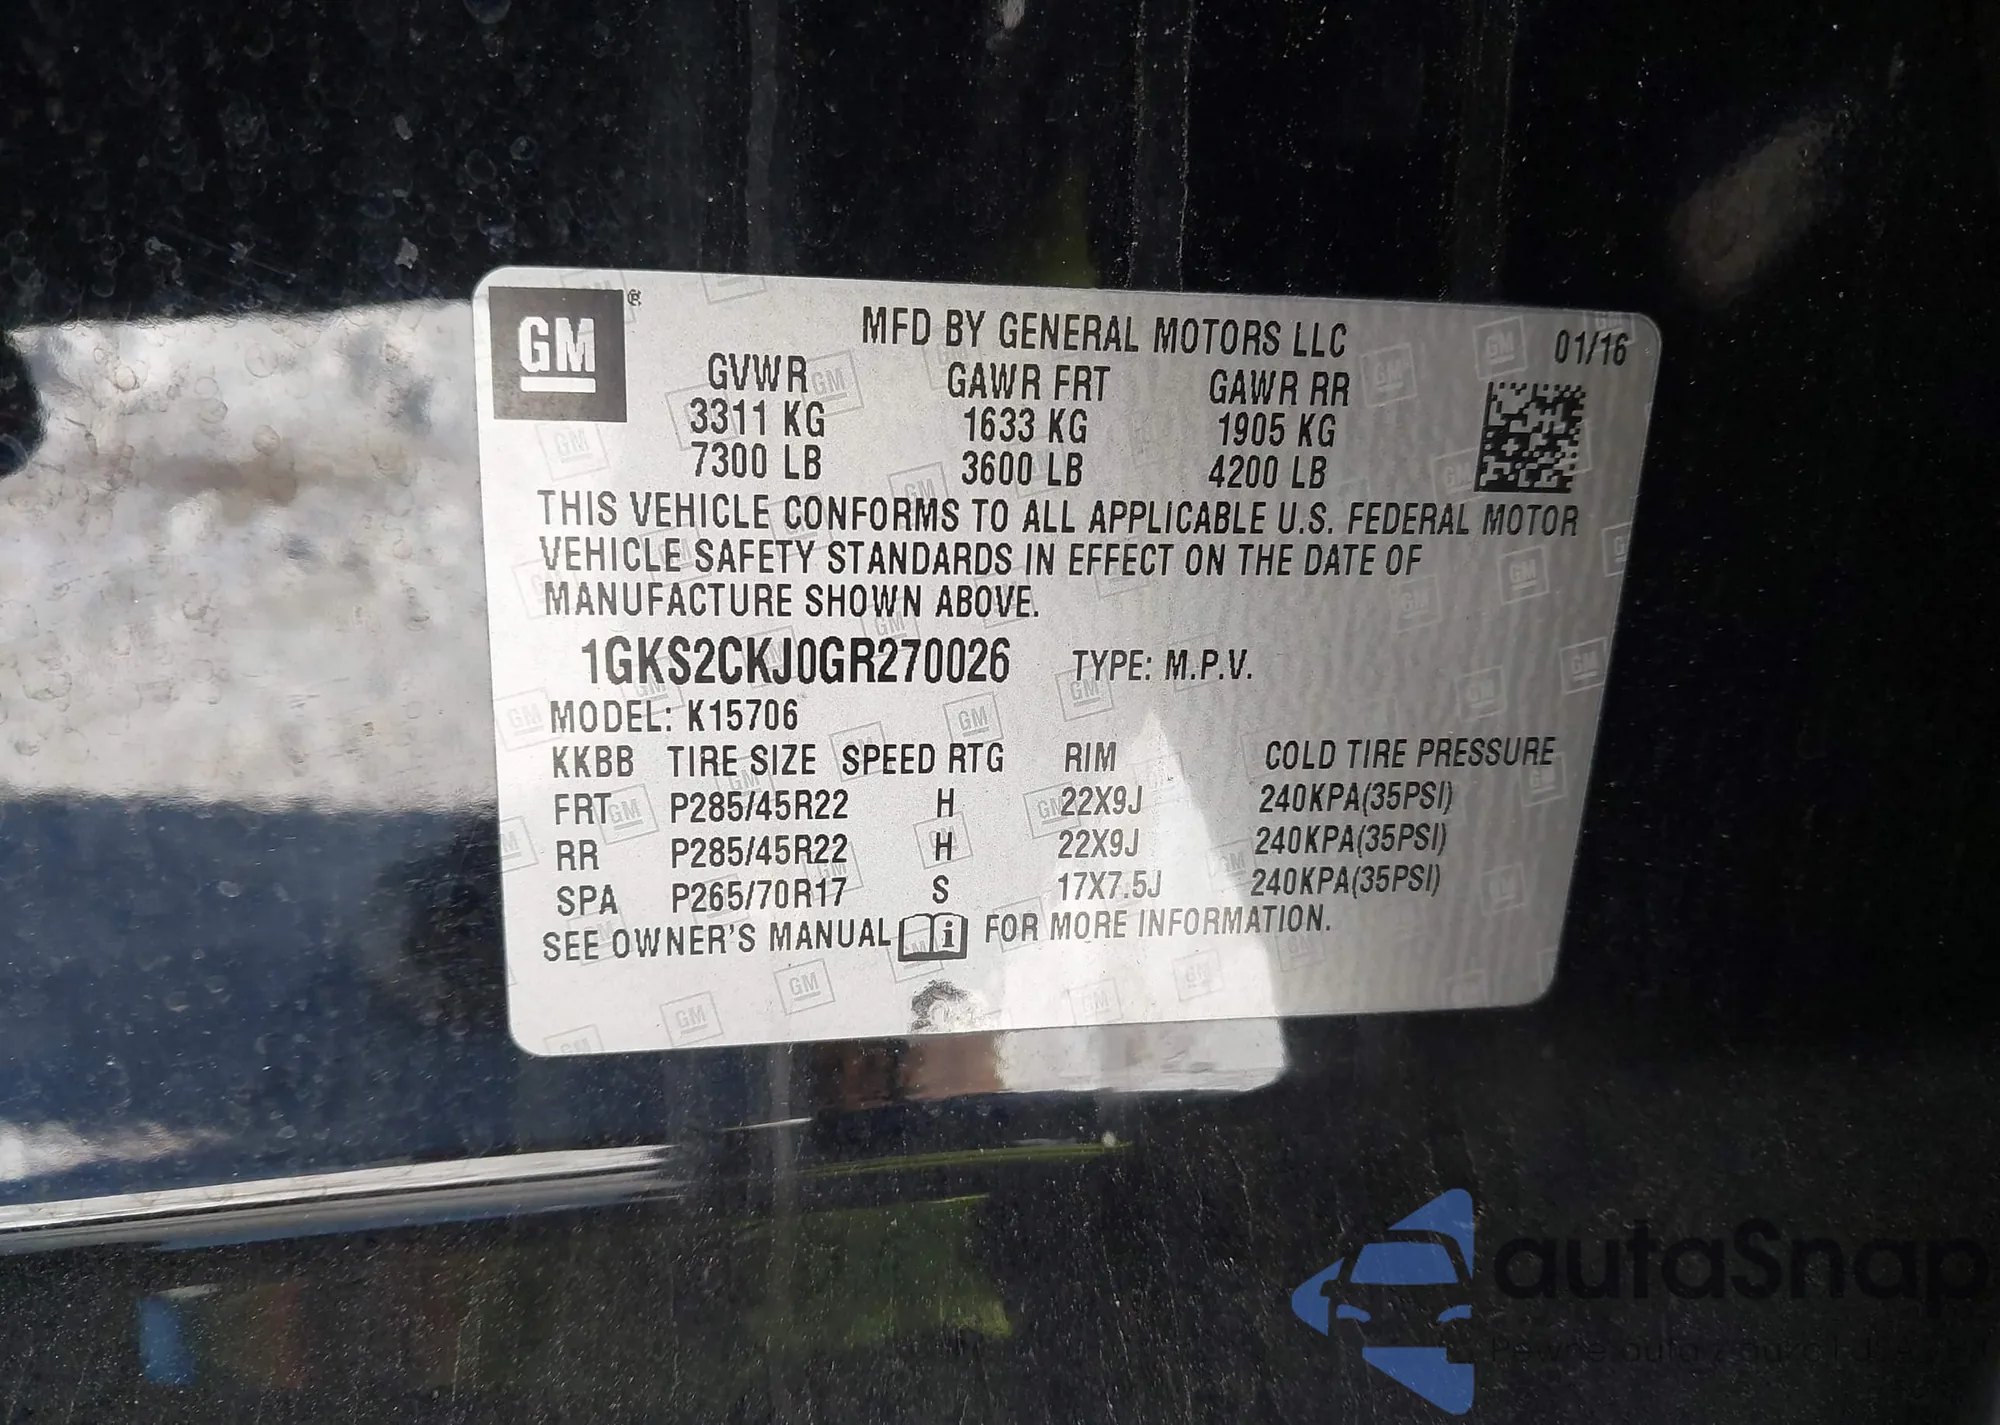 GM ®
MFD BY GENERAL MOTORS LLC 01/16
GVWR GAWR FRT GAWR RR
3311 KG 1633 KG 1905 KG
7300 LB 3600 LB 4200 LB
THIS VEHICLE CONFORMS TO ALL APPLICABLE U.S. FEDERAL MOTOR
VEHICLE SAFETY STANDARDS IN EFFECT ON THE DATE OF
MANUFACTURE SHOWN ABOVE.
1GKS2CKJ0GR270026 TYPE: M.P.V.
MODEL: K15706
KKBB TIRE SIZE SPEED RTG RIM COLD TIRE PRESSURE
FRT P285/45R22 H 22X9J 240KPA(35PSI)
RR P285/45R22 H 22X9J 240KPA(35PSI)
SPA P265/70R17 S 17X7.5J 240KPA(35PSI)
SEE OWNER'S MANUAL i FOR MORE INFORMATION.
autaSnap
Pewne auta z